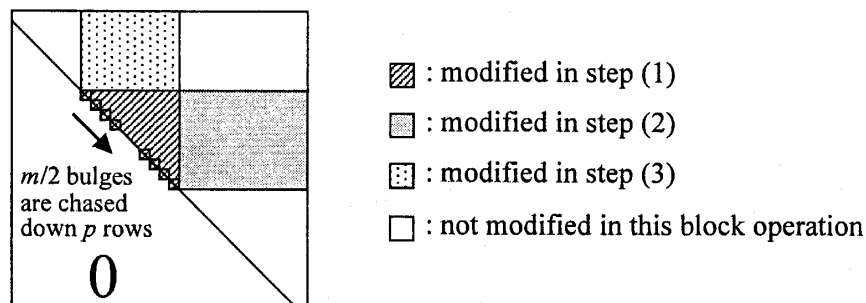 m/2 bulges
are chased
down p rows
0
: modified in step (1)
: modified in step (2)
: modified in step (3)
: not modified in this block operation